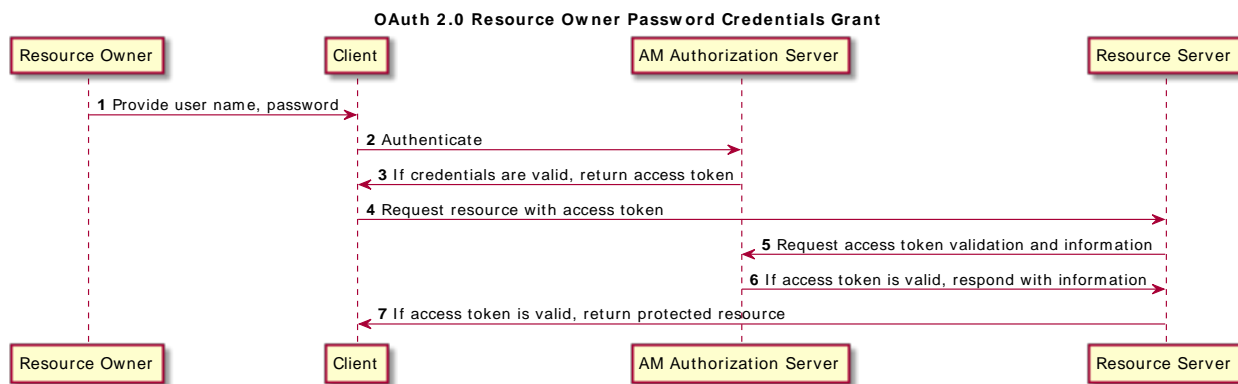 OAuth 2.0 Resource Owner Password Credentials Grant
Resource Owner Client AM Authorization Server Resource Server
1 Provide user name, password
2 Authenticate
3 If credentials are valid, return access token
4 Request resource with access token
5 Request access token validation and information
6 If access token is valid, respond with information
7 If access token is valid, return protected resource
Resource Owner Client AM Authorization Server Resource Server